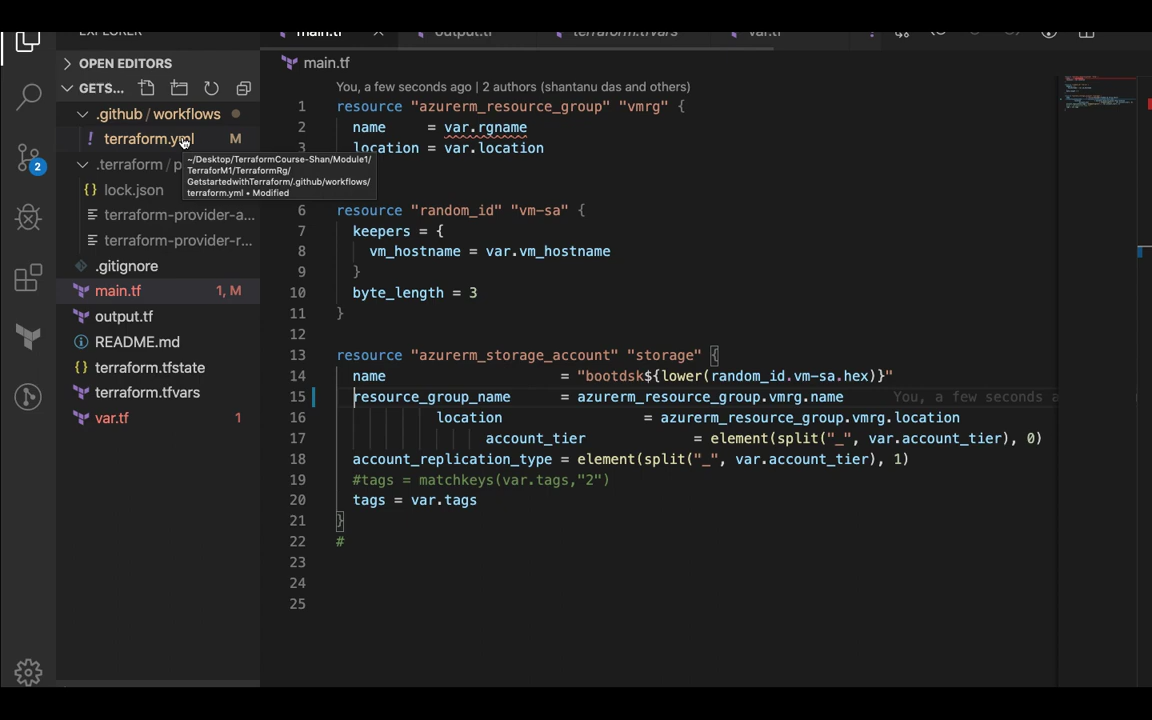 EXPLORER
main.tf
output.tf
terraform.tfvars
var.tf
OPEN EDITORS
GETS...
.github / workflows
terraform.yml M
.terraform / p
~/Desktop/TerraformCourse-Shan/Module1/
TerraforM1/TerraformRg/
GetstartedwithTerraform/.github/workflows/
terraform.yml • Modified
{} lock.json
terraform-provider-a...
terraform-provider-r...
.gitignore
main.tf 1, M
output.tf
README.md
{} terraform.tfstate
terraform.tfvars
var.tf 1
2
main.tf
You, a few seconds ago | 2 authors (shantanu das and others)
1 resource "azurerm_resource_group" "vmrg" {
2 name = var.rgname
3 location = var.location
6 resource "random_id" "vm-sa" {
7 keepers = {
8 vm_hostname = var.vm_hostname
9 }
10 byte_length = 3
11 }
12
13 resource "azurerm_storage_account" "storage" {
14 name = "bootdsk${lower(random_id.vm-sa.hex)}"
15 resource_group_name = azurerm_resource_group.vmrg.name You, a few seconds a
16 location = azurerm_resource_group.vmrg.location
17 account_tier = element(split("_", var.account_tier), 0)
18 account_replication_type = element(split("_", var.account_tier), 1)
19 #tags = matchkeys(var.tags,"2")
20 tags = var.tags
21 }
22 #
23
24
25